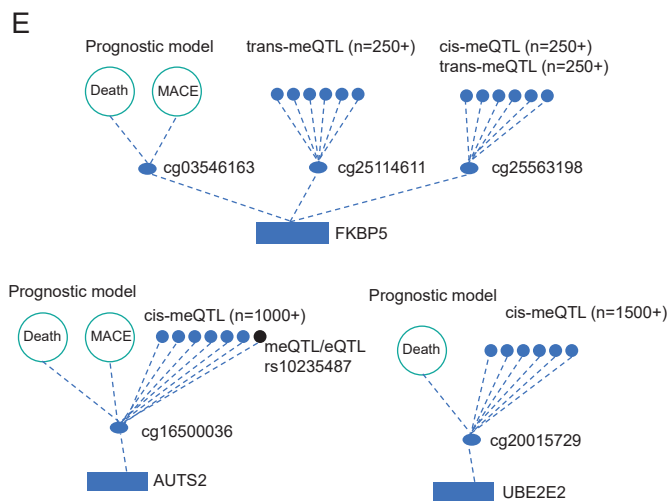 E
Prognostic model
trans-meQTL (n=250+)
cis-meQTL (n=250+)
trans-meQTL (n=250+)
Death
MACE
cg03546163
cg25114611
cg25563198
FKBP5
Prognostic model
cis-meQTL (n=1000+)
Death
MACE
meQTL/eQTL
rs10235487
cg16500036
AUTS2
Prognostic model
cis-meQTL (n=1500+)
Death
cg20015729
UBE2E2